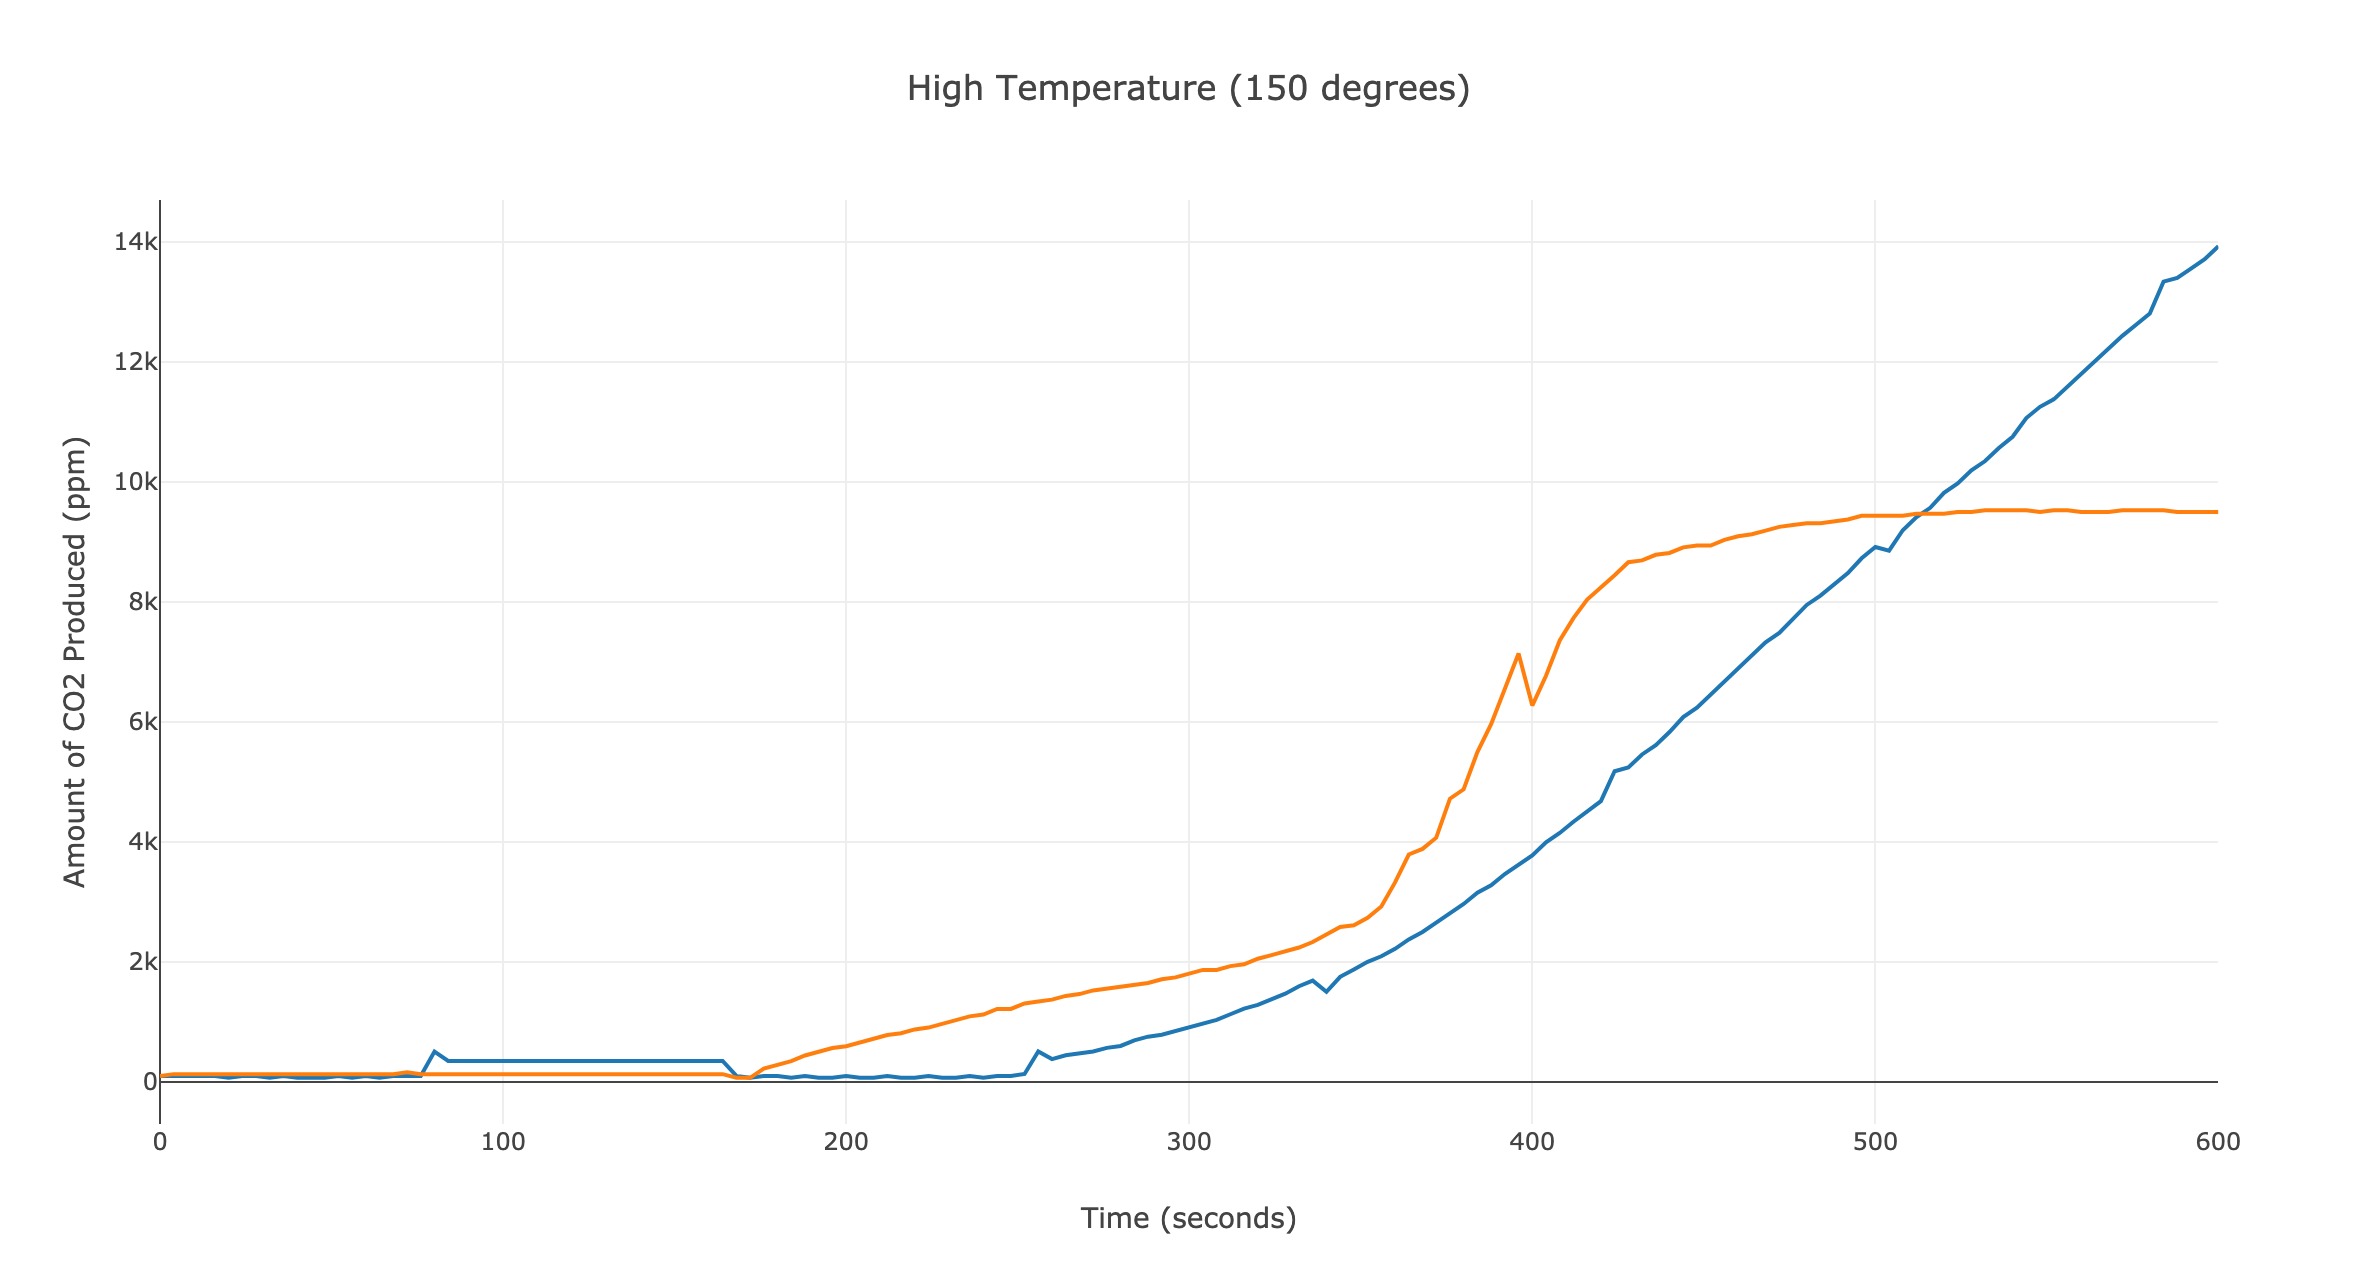 High Temperature (150 degrees)
Amount of CO2 Produced (ppm)
14k
12k
10k
8k
6k
4k
2k
0
0 100 200 300 400 500 600
Time (seconds)